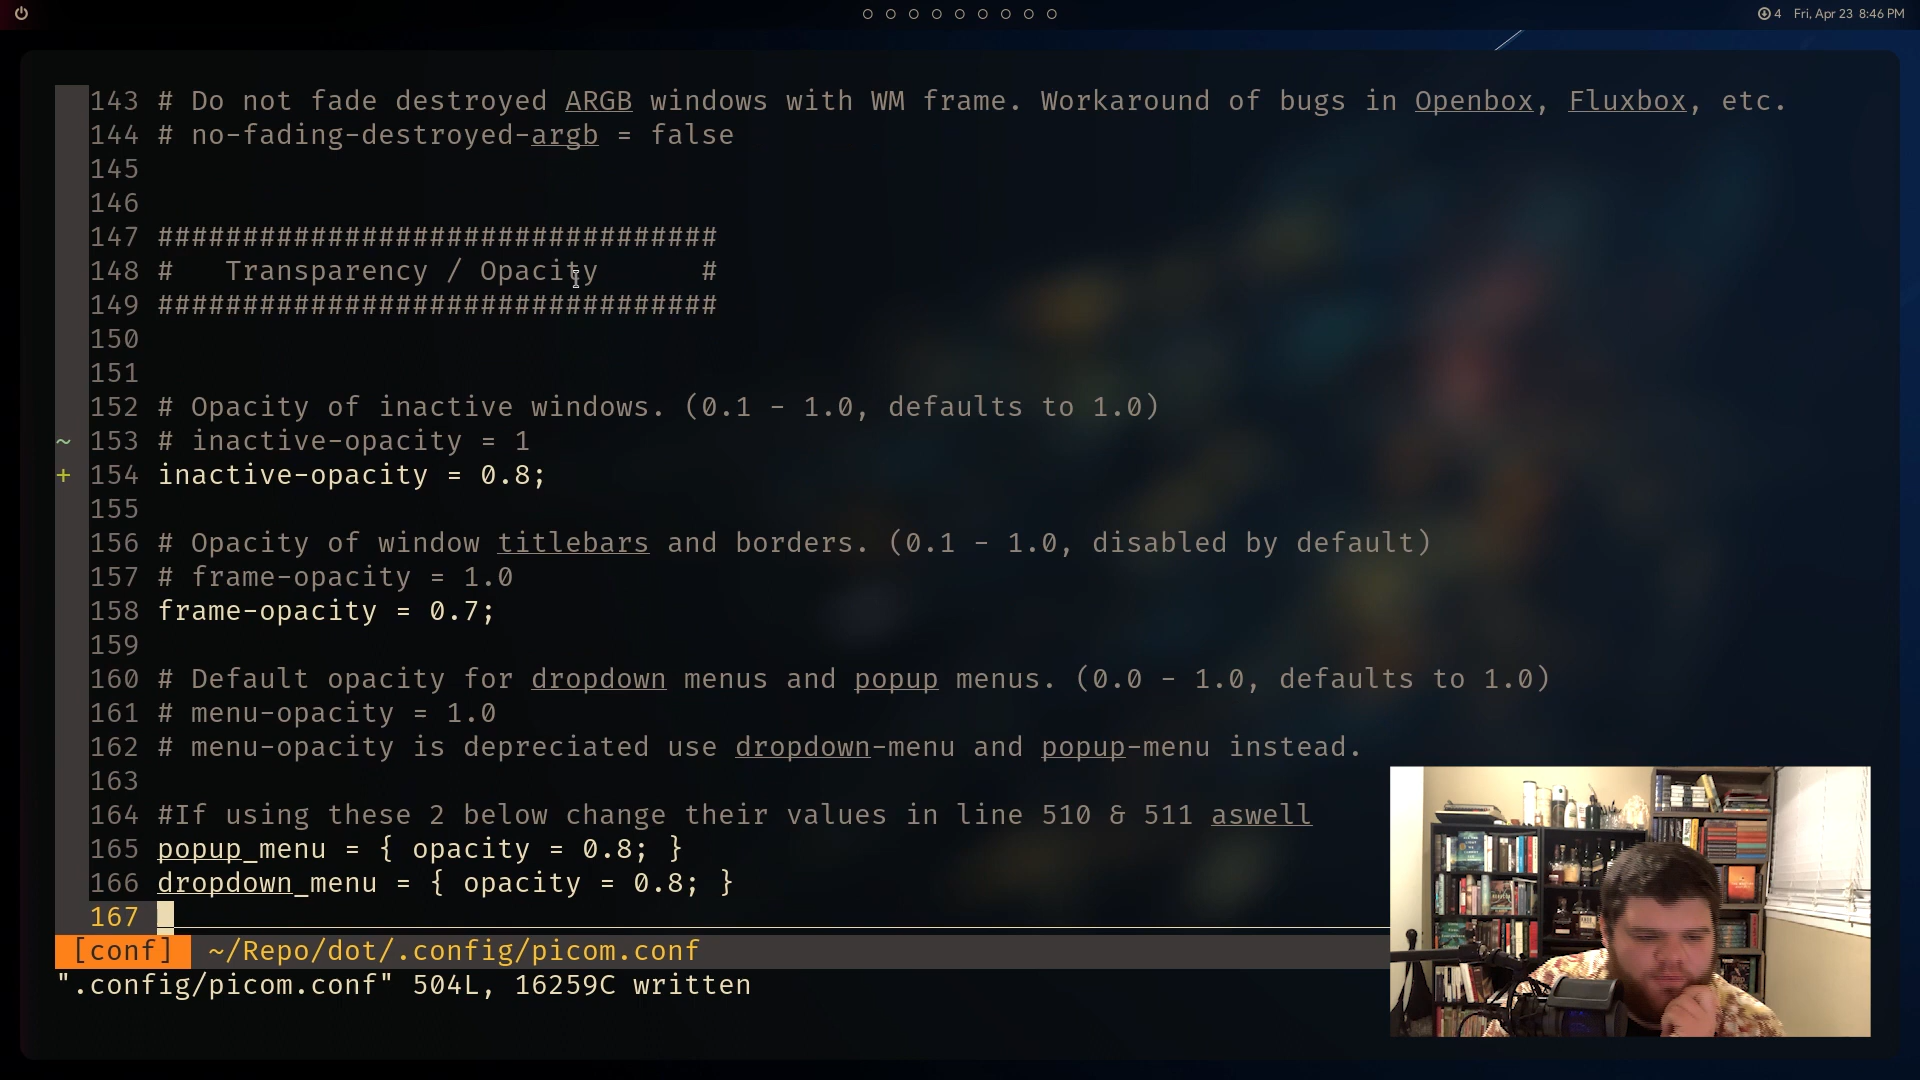 4 Fri, Apr 23 8:46 PM
143 # Do not fade destroyed ARGB windows with WM frame. Workaround of bugs in Openbox, Fluxbox, etc.
144 # no-fading-destroyed-argb = false
145
146
147 #################################
148 #   Transparency / Opacity      #
149 #################################
150
151
152 # Opacity of inactive windows. (0.1 - 1.0, defaults to 1.0)
~ 153 # inactive-opacity = 1
+ 154 inactive-opacity = 0.8;
155
156 # Opacity of window titlebars and borders. (0.1 - 1.0, disabled by default)
157 # frame-opacity = 1.0
158 frame-opacity = 0.7;
159
160 # Default opacity for dropdown menus and popup menus. (0.0 - 1.0, defaults to 1.0)
161 # menu-opacity = 1.0
162 # menu-opacity is depreciated use dropdown-menu and popup-menu instead.
163
164 #If using these 2 below change their values in line 510 & 511 aswell
165 popup_menu = { opacity = 0.8; }
166 dropdown_menu = { opacity = 0.8; }
167
[conf] ~/Repo/dot/.config/picom.conf
".config/picom.conf" 504L, 16259C written